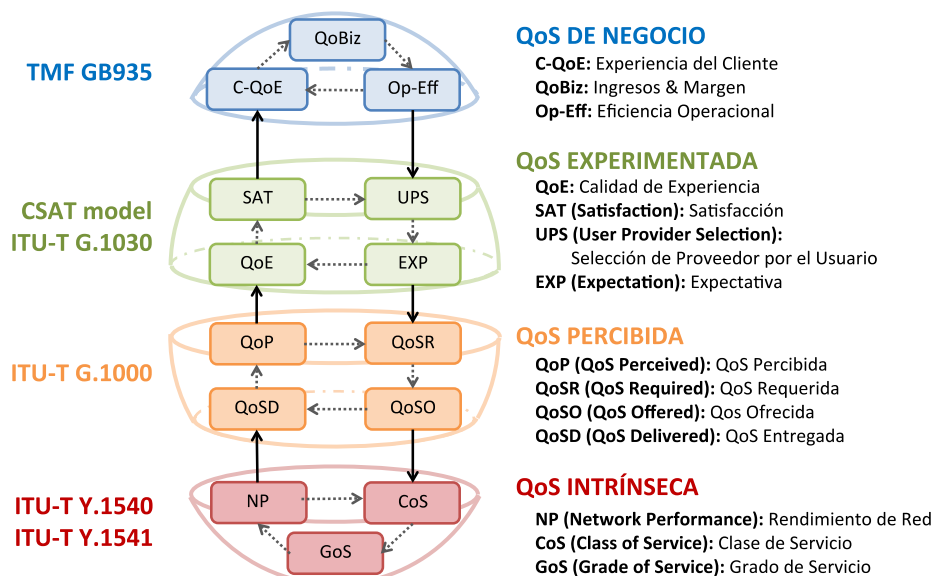 TMF GB935
QoBiz
C-QoE
Op-Eff
QoS DE NEGOCIO
C-QoE: Experiencia del Cliente
QoBiz: Ingresos & Margen
Op-Eff: Eficiencia Operacional
CSAT model
ITU-T G.1030
SAT
UPS
QoE
EXP
QoS EXPERIMENTADA
QoE: Calidad de Experiencia
SAT (Satisfaction): Satisfacción
UPS (User Provider Selection):
Selección de Proveedor por el Usuario
EXP (Expectation): Expectativa
ITU-T G.1000
QoP
QoSR
QoSD
QoSO
QoS PERCIBIDA
QoP (QoS Perceived): QoS Percibida
QoSR (QoS Required): QoS Requerida
QoSO (QoS Offered): Qos Ofrecida
QoSD (QoS Delivered): QoS Entregada
ITU-T Y.1540
ITU-T Y.1541
NP
CoS
GoS
QoS INTRÍNSECA
NP (Network Performance): Rendimiento de Red
CoS (Class of Service): Clase de Servicio
GoS (Grade of Service): Grado de Servicio